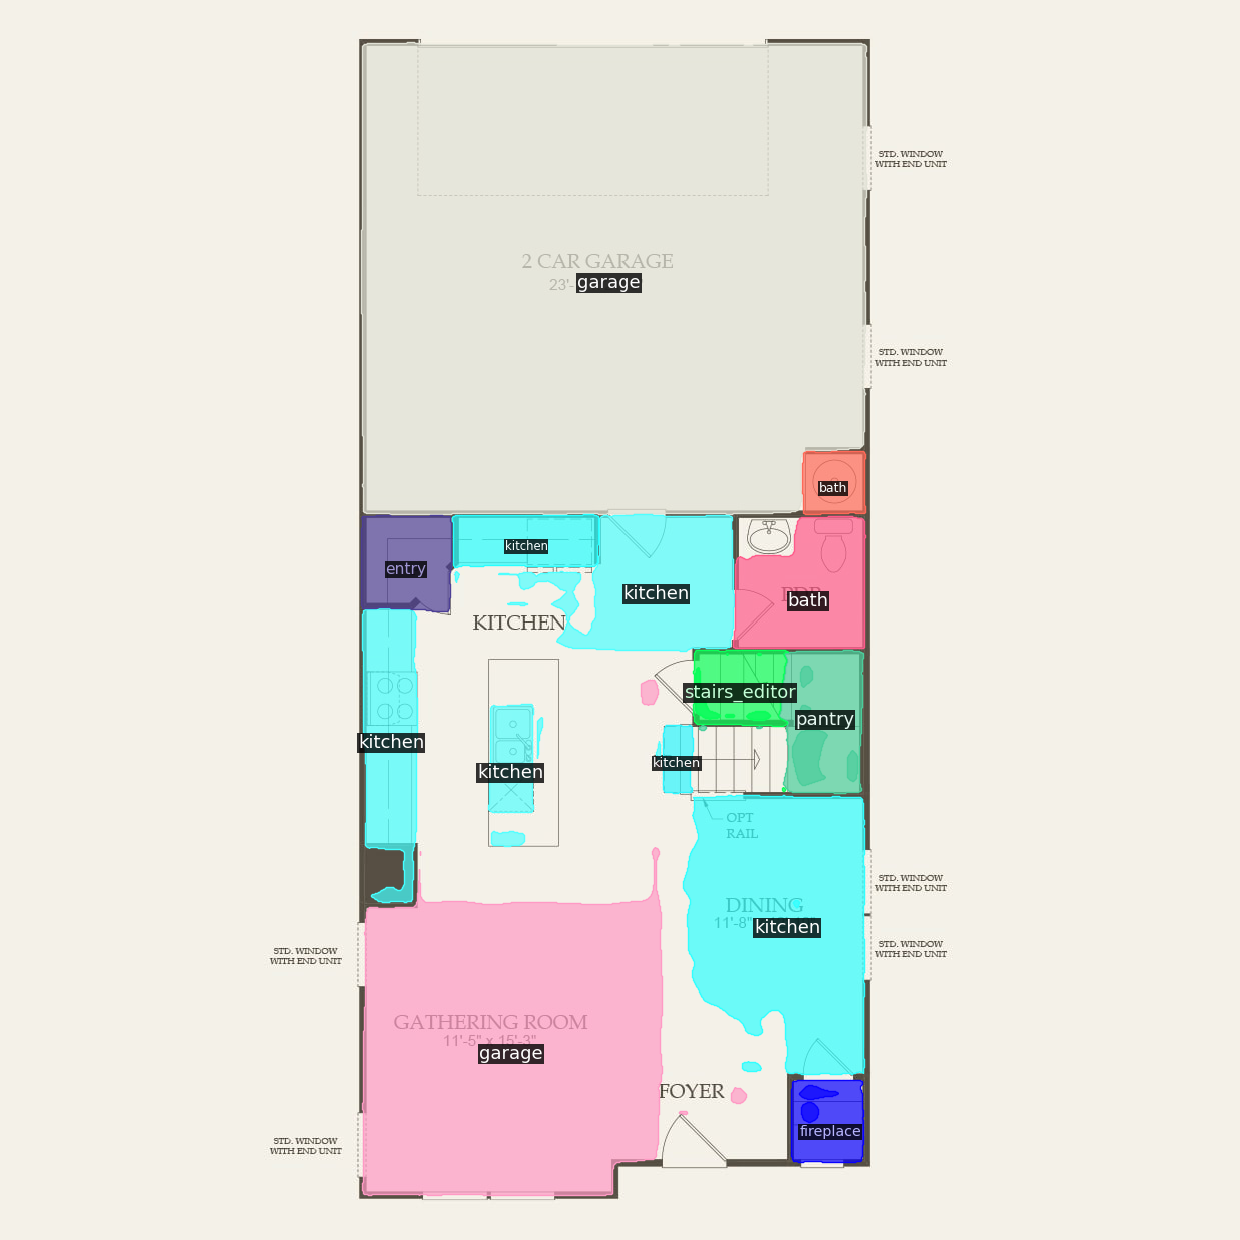 STD. WINDOW
WITH END UNIT
2 CAR GARAGE
23'-
garage
STD. WINDOW
WITH END UNIT
bath
kitchen
entry
kitchen
bath
KITCHEN
stairs_editor
pantry
kitchen
kitchen
kitchen
OPT
RAIL
STD. WINDOW
WITH END UNIT
DINING
11'-8"
kitchen
STD. WINDOW
WITH END UNIT
STD. WINDOW
WITH END UNIT
GATHERING ROOM
11'-5" x 15'-3"
garage
FOYER
fireplace
STD. WINDOW
WITH END UNIT